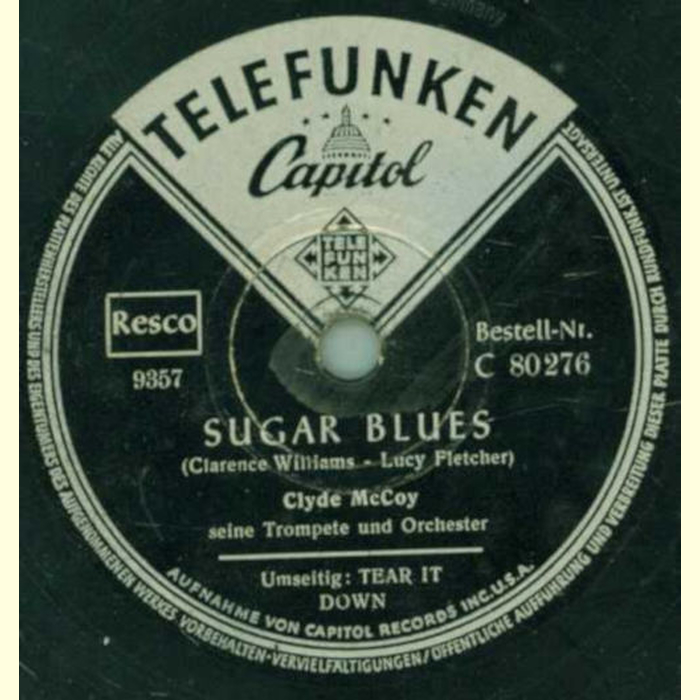 TELEFUNKEN
Capitol
TELE
FUN
KEN
Resco
9357
Bestell-Nr.
C 80276
SUGAR BLUES
(Clarence Williams - Lucy Fletcher)
Clyde McCoy
seine Trompete und Orchester
Umseitig: TEAR IT
DOWN
AUFNAHME VON CAPITOL RECORDS INC. U.S.A.
ALLE RECHTE DES PLATTENHERSTELLERS UND DES EIGENTÜMERS DES AUFGENOMMENEN WERKES VORBEHALTEN·VERVIELFÄLTIGUNGEN/ÖFFENTLICHE AUFFÜHRUNG UND VERBREITUNG DIESER PLATTE DURCH RUNDFUNK IST UNTERSAGT